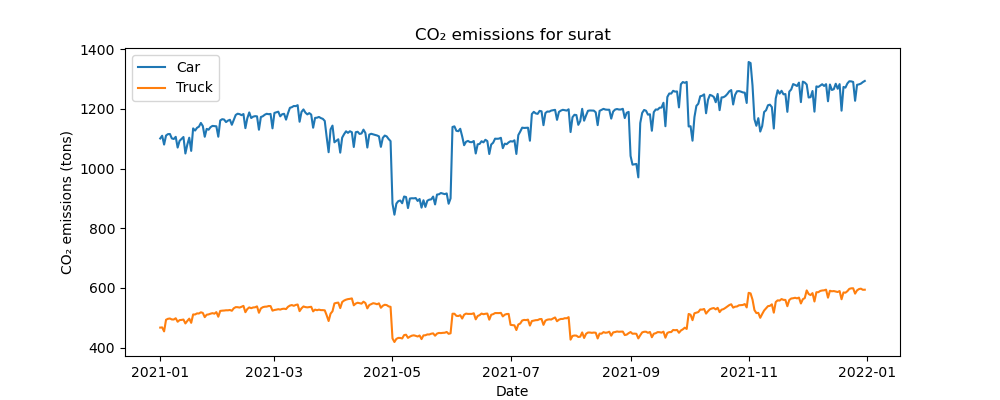 CO₂ emissions for surat
Car
Truck
CO₂ emissions (tons)
1400
1200
1000
800
600
400
2021-01
2021-03
2021-05
2021-07
2021-09
2021-11
2022-01
Date